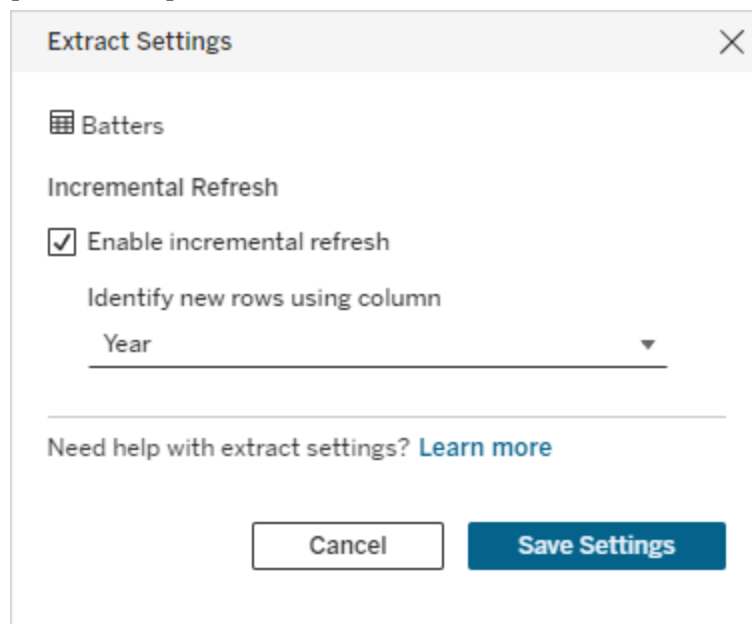 Extract Settings
Batters
Incremental Refresh
Enable incremental refresh
Identify new rows using column
Year
Need help with extract settings? Learn more
Cancel
Save Settings